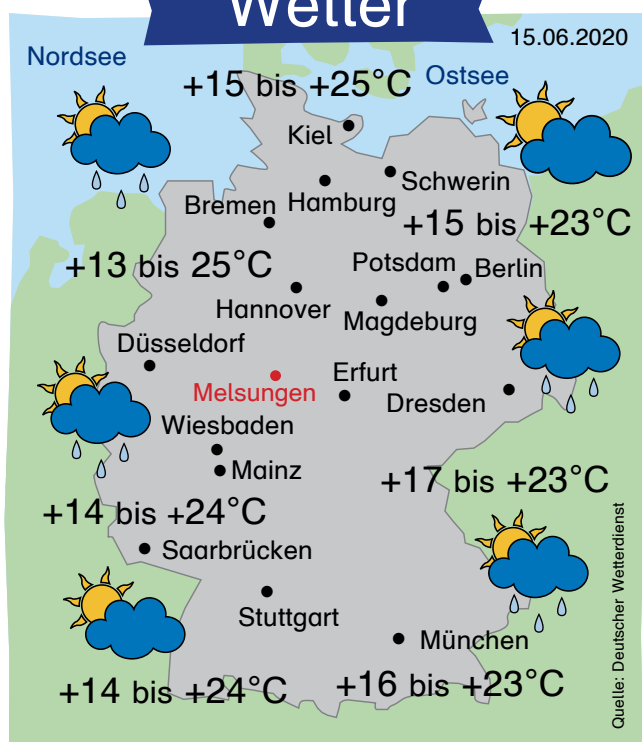 Wetter
15.06.2020
Nordsee
Ostsee
+15 bis +25°C
Kiel
Schwerin
Hamburg
Bremen
+15 bis +23°C
+13 bis 25°C
Potsdam
Berlin
Hannover
Magdeburg
Düsseldorf
Erfurt
Melsungen
Dresden
Wiesbaden
Mainz
+17 bis +23°C
+14 bis +24°C
Saarbrücken
Stuttgart
München
+14 bis +24°C
+16 bis +23°C
Quelle: Deutscher Wetterdienst